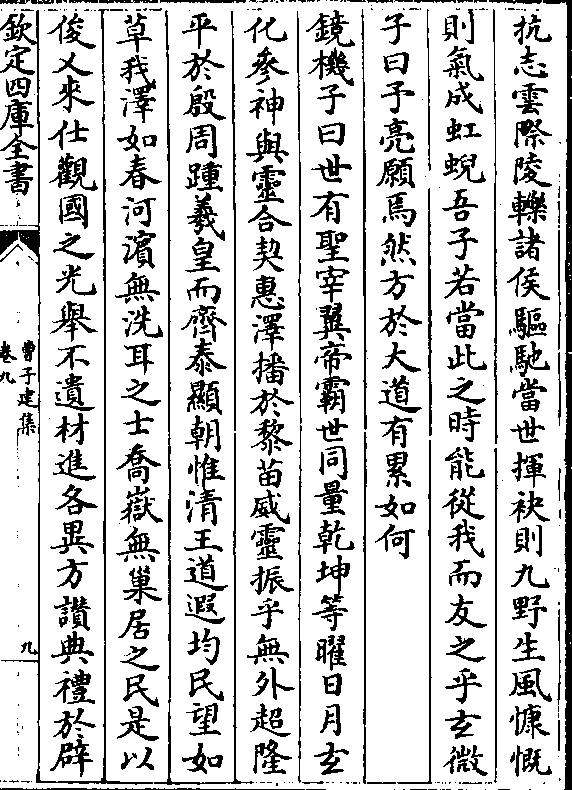 抗志雲際陵轢諸侯驅馳當世揮袂則九野生風慷慨
則氣成虹蜺吾子若當此之時能從我而友之乎玄微
子曰予亮願焉然方於大道有累如何
鏡機子曰世有聖宰翼帝霸世同量乾坤等曜日月玄
化參神與靈合契惠澤播於黎苗威靈振乎無外超隆
平於殷周踵羲皇而齊泰顯朝惟清王道遐均民望如
草我澤如春河濵無洗耳之士喬嶽無巢居之民是以
俊乂來仕觀國之光舉不遺材進各異方讃典禮於辟
欽定四庫全書
曹子建集
卷九
九